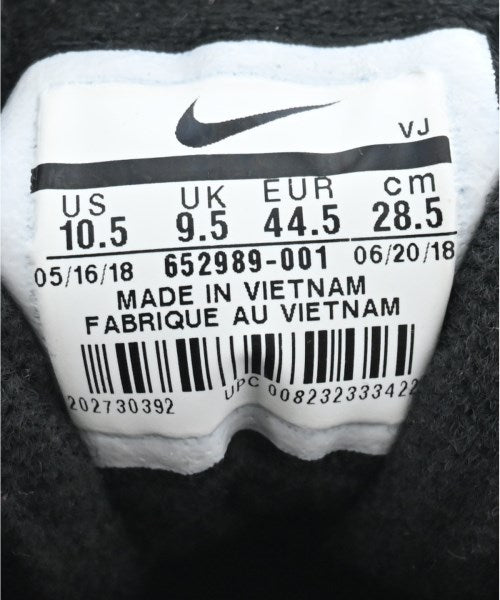 VJ
US UK EUR cm
10.5 9.5 44.5 28.5
05/16/18 652989-001 06/20/18
MADE IN VIETNAM
FABRIQUE AU VIETNAM
202730392 UPC 008232333422